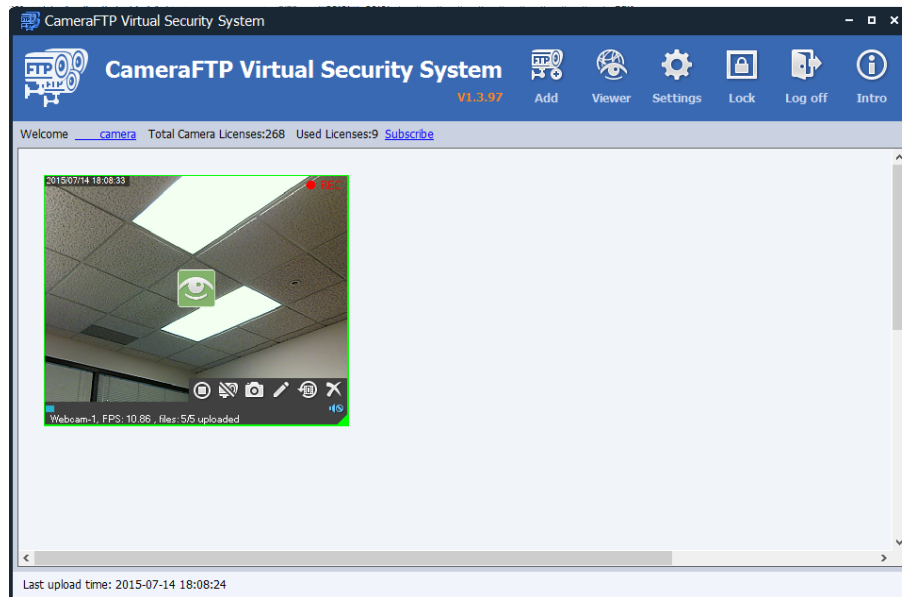 CameraFTP Virtual Security System
FTP
FTP
CameraFTP Virtual Security System
V1.3.97
FTP
Add
Viewer
Settings
Lock
Log off
Intro
Welcome camera Total Camera Licenses:268 Used Licenses:9 Subscribe
2015/07/14 18:08:33
REC
Webcam-1, FPS: 10.86 , files: 5/5 uploaded
Last upload time: 2015-07-14 18:08:24